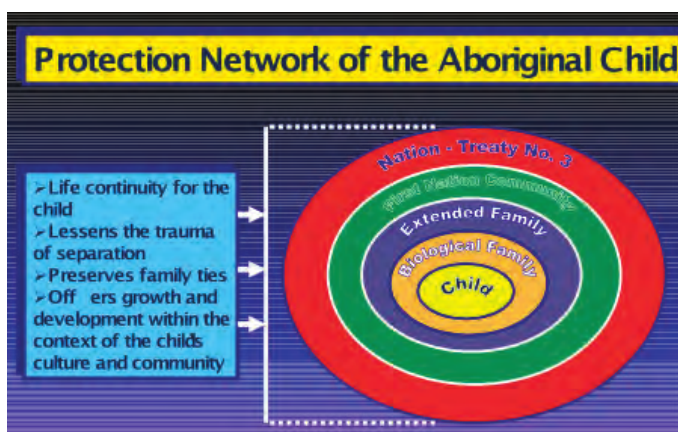 Protection Network of the Aboriginal Child
➢Life continuity for the
child
➢Lessens the trauma
of separation
➢Preserves family ties
➢Off ers growth and
development within the
context of the child's
culture and community
Nation - Treaty No. 3
First Nation Community
Extended Family
Biological Family
Child